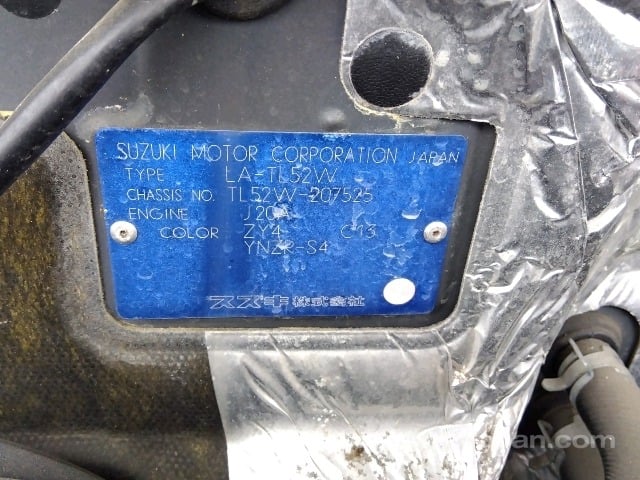 SUZUKI MOTOR CORPORATION JAPAN
TYPE LA-TL52W
CHASSIS NO. TL52W-207525
ENGINE J20A
COLOR ZY4 C13
YNZR-S4
スズキ株式会社